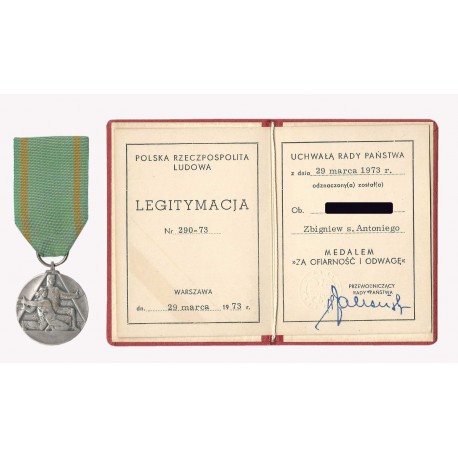 POLSKA RZECZPOSPOLITA
LUDOWA
LEGITYMACJA
Nr 290-73
WARSZAWA
dn. 29 marca 1973 r.
UCHWAŁĄ RADY PAŃSTWA
z dnia 29 marca 1973 r.
odznaczony(a) został(a)
Ob.
Zbigniew s. Antoniego
MEDALEM
»ZA OFIARNOŚĆ I ODWAGĘ«
PRZEWODNICZĄCY
RADY PAŃSTWA